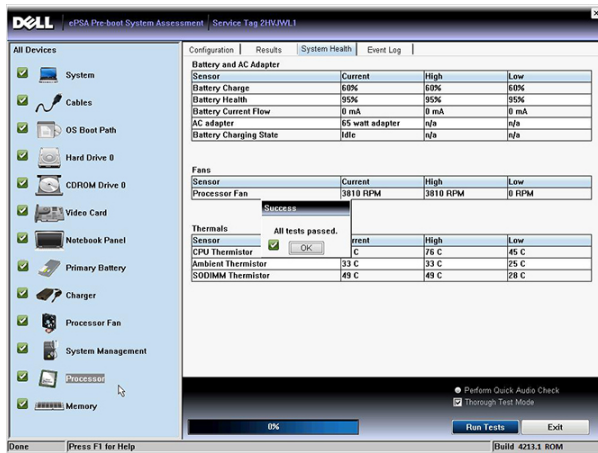 DELL ePSA Pre-boot System Assessment Service Tag 2HVJWL1
All Devices
System
Cables
OS Boot Path
Hard Drive 0
CDROM Drive 0
Video Card
Notebook Panel
Primary Battery
Charger
Processor Fan
System Management
Processor
Memory
Configuration Results System Health Event Log
Battery and AC Adapter
Sensor Current High Low
Battery Charge 60% 60% 60%
Battery Health 95% 95% 95%
Battery Current Flow 0 mA 0 mA 0 mA
AC adapter 65 watt adapter n/a n/a
Battery Charging State Idle n/a n/a
Fans
Sensor Current High Low
Processor Fan 3810 RPM 3810 RPM 0 RPM
Success
All tests passed.
OK
Thermals
Sensor rrent High Low
CPU Thermistor C 76 C 45 C
Ambient Thermistor 33 C 33 C 25 C
SODIMM Thermistor 49 C 49 C 28 C
Perform Quick Audio Check
Thorough Test Mode
0% Run Tests Exit
Done Press F1 for Help Build 4213.1 ROM